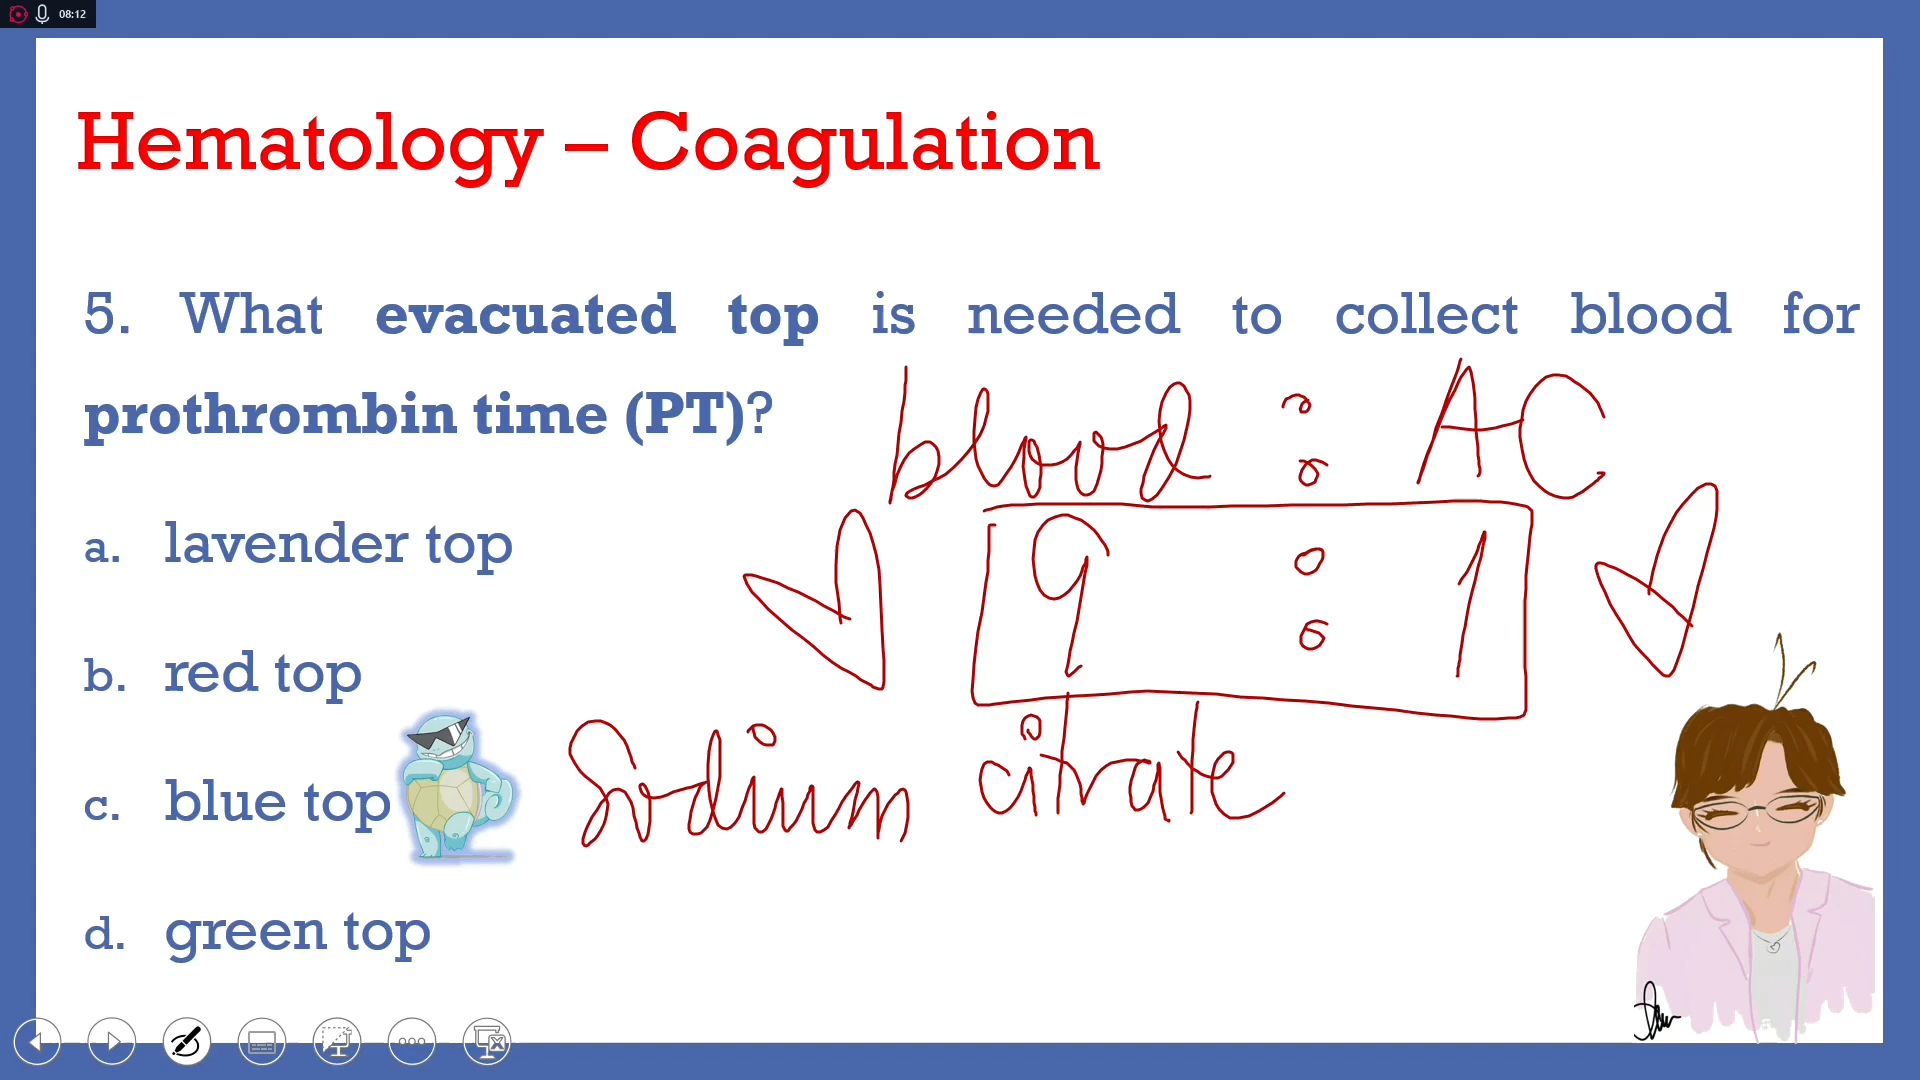 08:12
Hematology – Coagulation
5. What evacuated top is needed to collect blood for
prothrombin time (PT)?
blood : AC
9 : 1
a. lavender top
b. red top
c. blue top
sodium citrate
d. green top